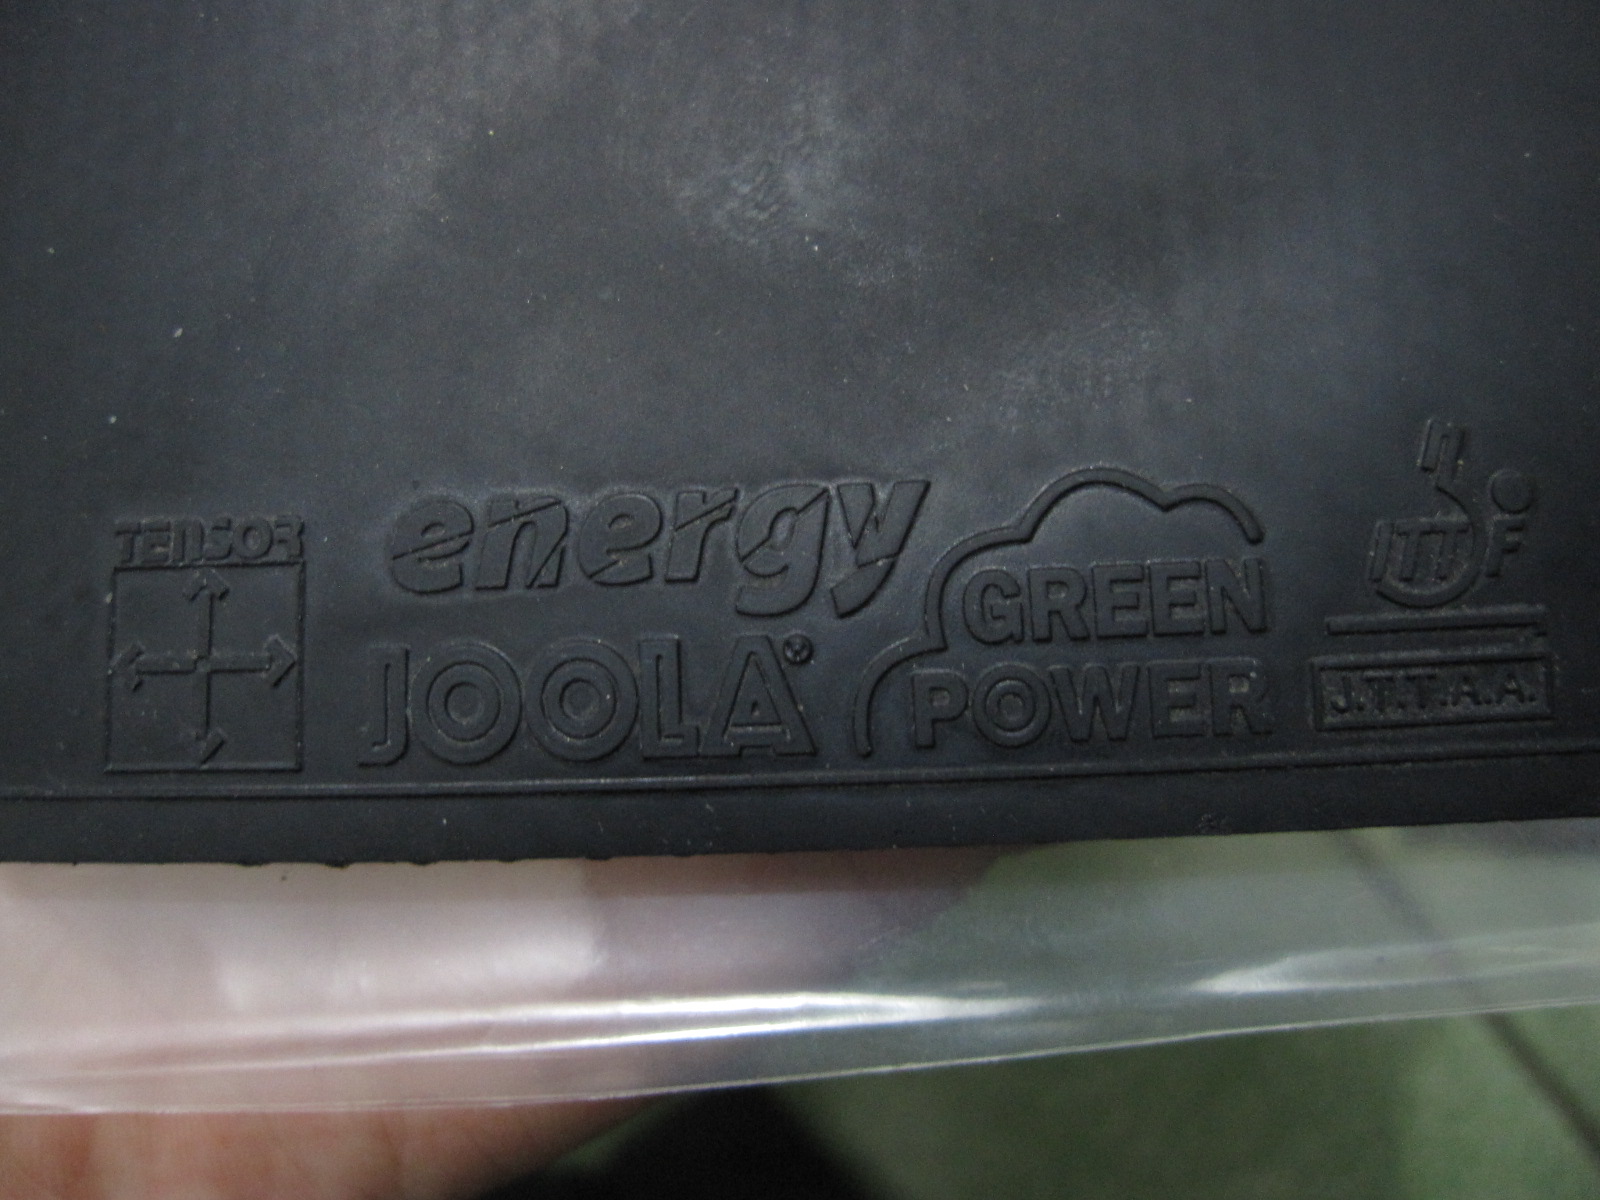 TENSOR
energy
JOOLA®
GREEN
POWER
ITTF
J.T.T.A.A.